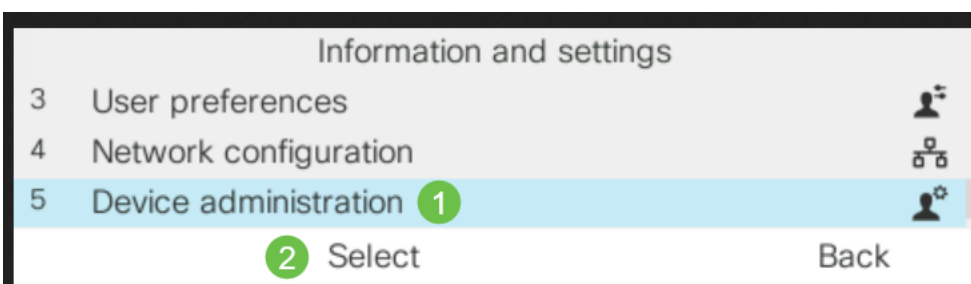 Information and settings
3 User preferences
4 Network configuration
5 Device administration 1
2 Select Back